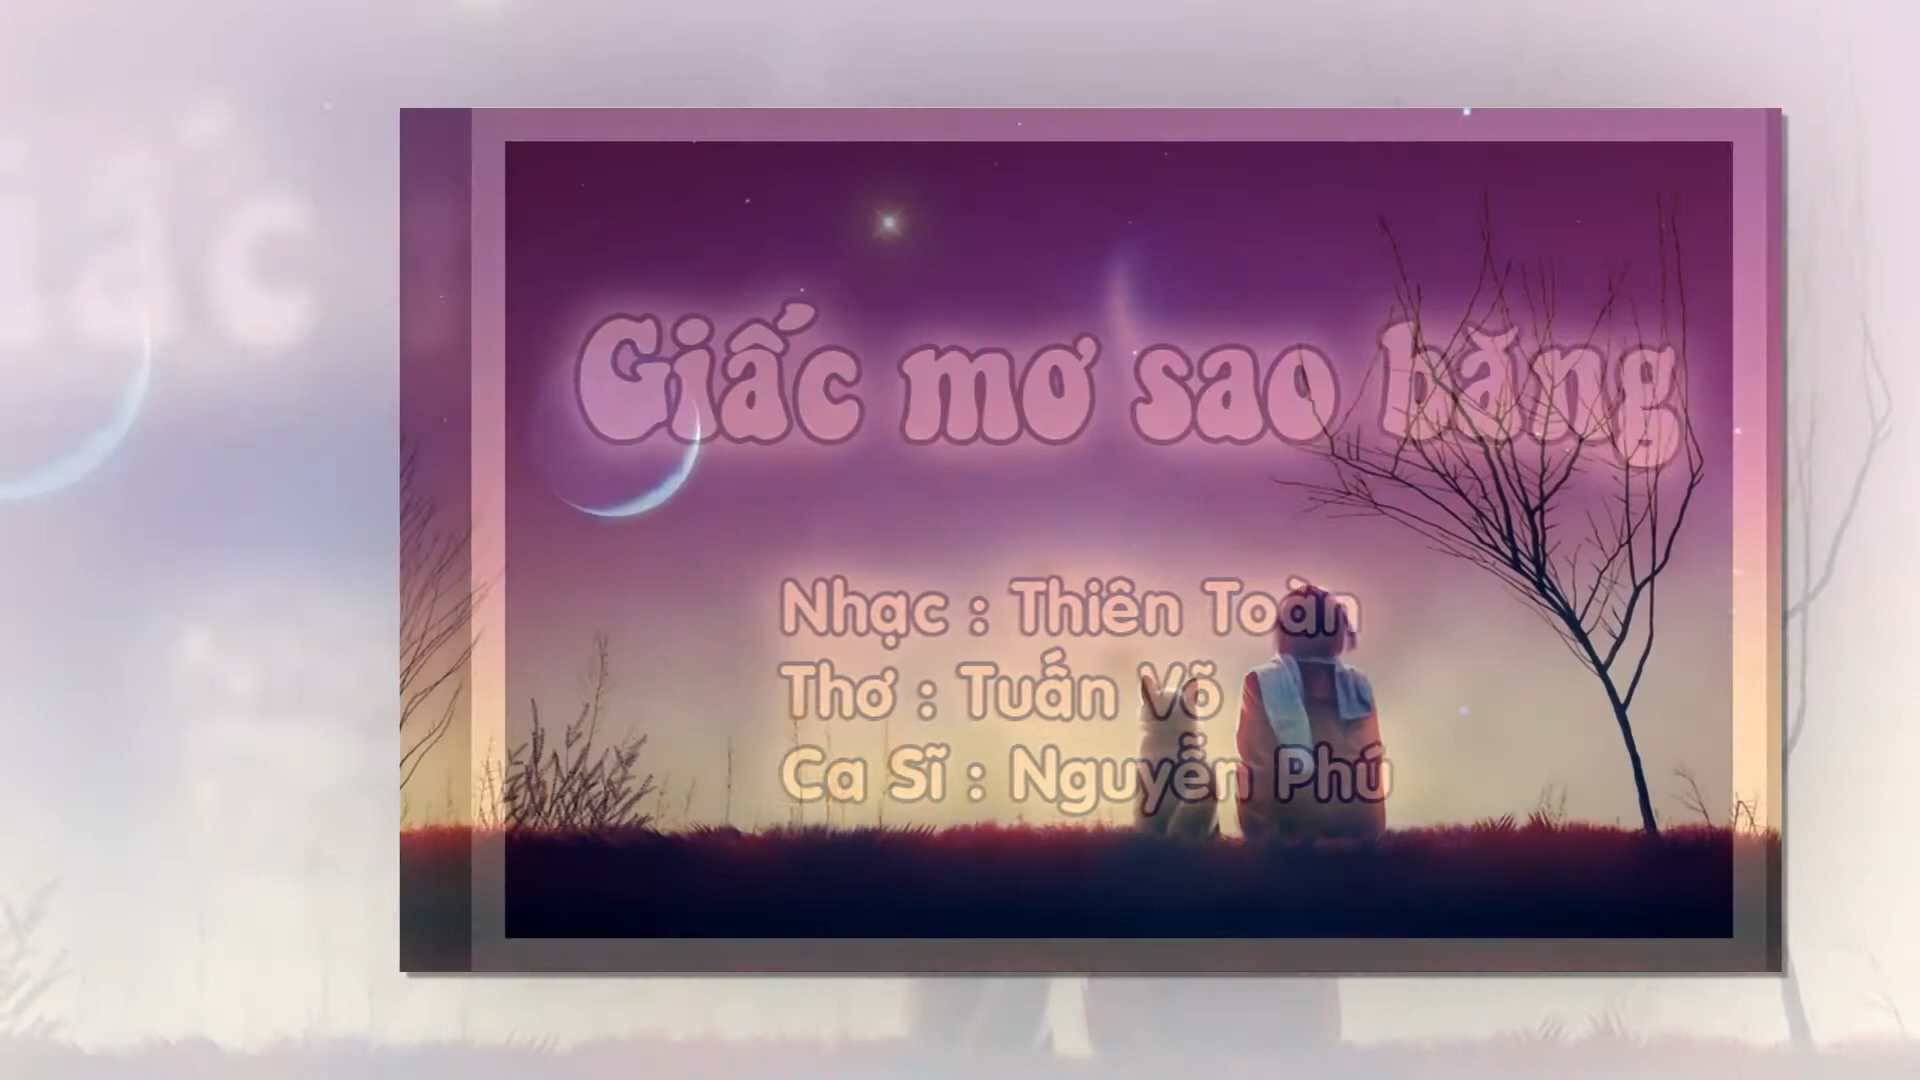 Giấc mơ sao băng
Nhạc : Thiên Toàn
Thơ : Tuấn Võ
Ca Sĩ : Nguyễn Phú